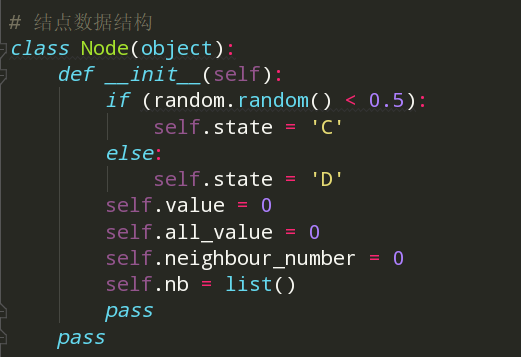 # 结点数据结构
class Node(object):
    def __init__(self):
        if (random.random() < 0.5):
            self.state = 'C'
        else:
            self.state = 'D'
        self.value = 0
        self.all_value = 0
        self.neighbour_number = 0
        self.nb = list()
        pass
    pass